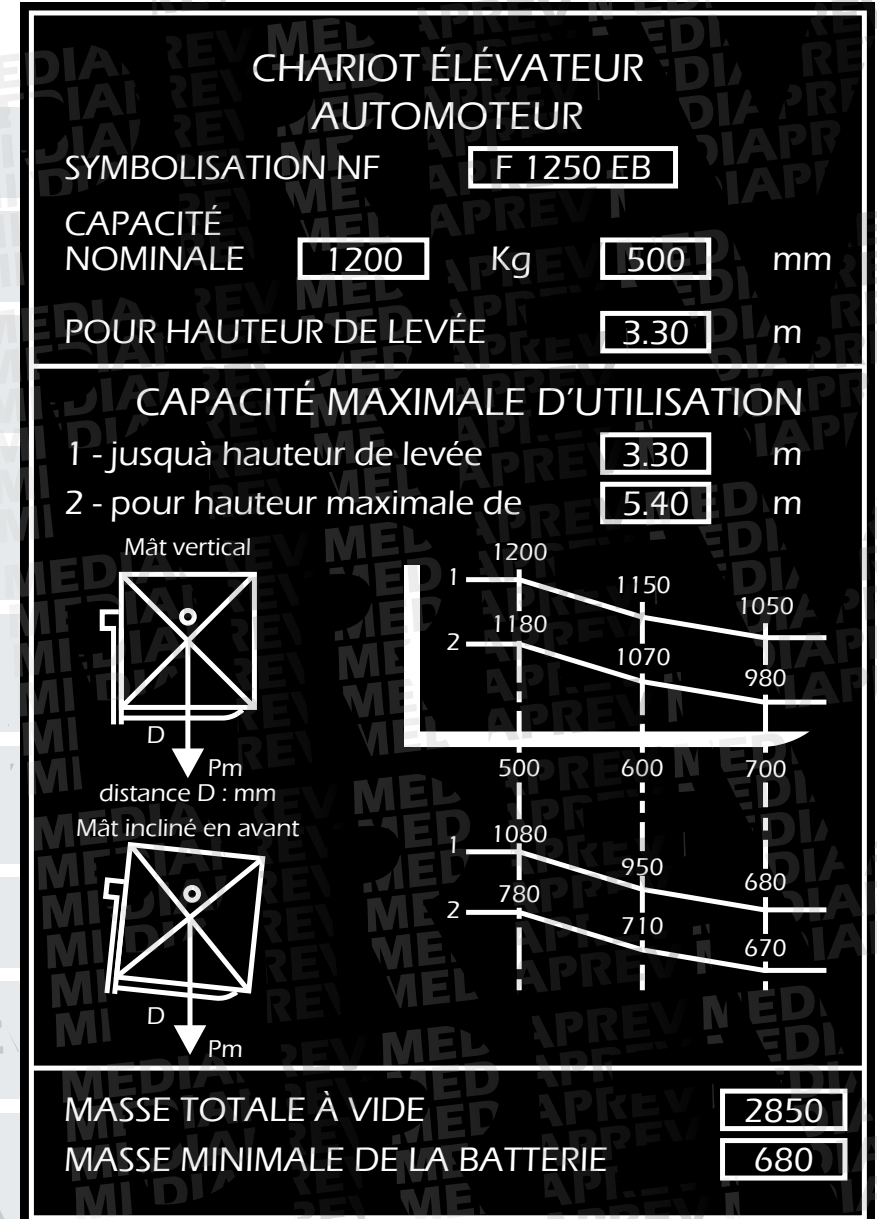 CHARIOT ÉLÉVATEUR
AUTOMOTEUR
SYMBOLISATION NF F 1250 EB
CAPACITÉ
NOMINALE 1200 Kg 500 mm
POUR HAUTEUR DE LEVÉE 3.30 m
CAPACITÉ MAXIMALE D'UTILISATION
1 - jusquà hauteur de levée 3.30 m
2 - pour hauteur maximale de 5.40 m
Mât vertical
1200
1 1150
1050
1180
2 1070
980
D
Pm
500 600 700
distance D : mm
Mât incliné en avant
1 1080
950
680
780
2 710
670
D
Pm
MASSE TOTALE À VIDE 2850
MASSE MINIMALE DE LA BATTERIE 680